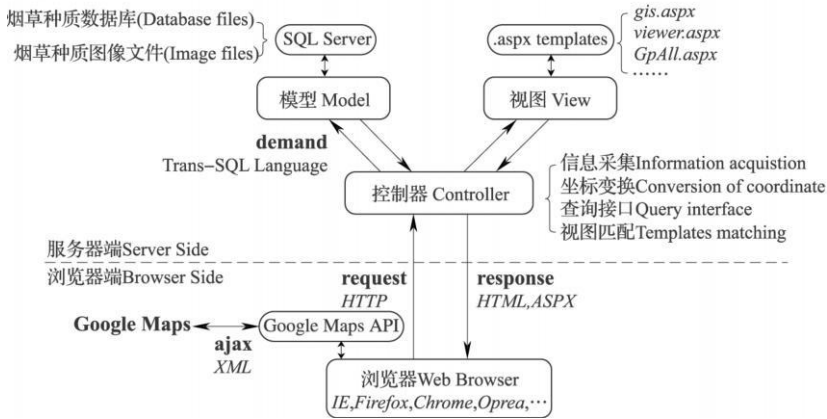 烟草种质数据库(Database files)
烟草种质图像文件(Image files)
SQL Server
.aspx templates
gis.aspx
viewer.aspx
GpAll.aspx
……
模型 Model
视图 View
demand
Trans-SQL Language
控制器 Controller
信息采集Information acquistion
坐标变换Conversion of coordinate
查询接口Query interface
视图匹配Templates matching
服务器端Server Side
浏览器端Browser Side
request
HTTP
response
HTML,ASPX
Google Maps
Google Maps API
ajax
XML
浏览器Web Browser
IE,Firefox,Chrome,Oprea,…